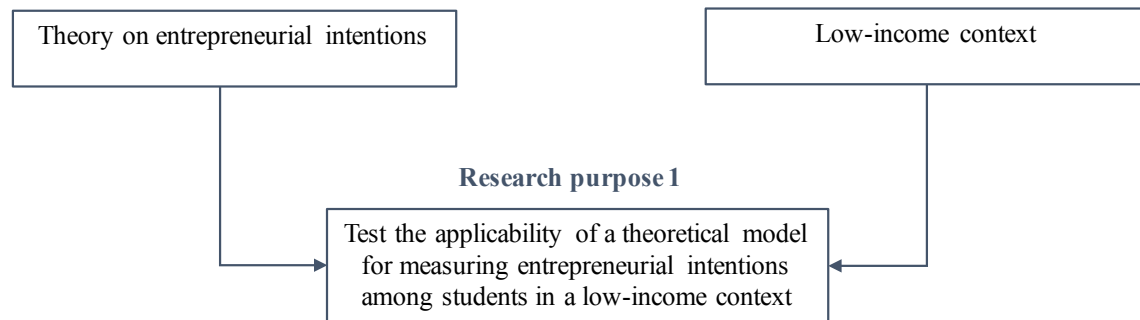 Theory on entrepreneurial intentions
Low-income context
Research purpose 1
Test the applicability of a theoretical model
for measuring entrepreneurial intentions
among students in a low-income context